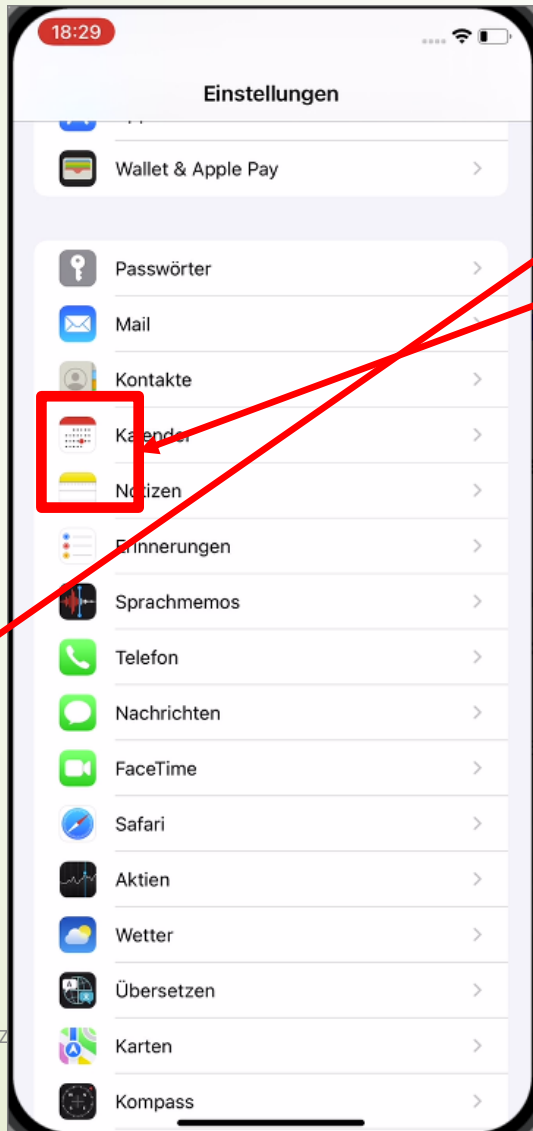 18:29
Einstellungen
Wallet & Apple Pay
Passwörter
Mail
Kontakte
Kalender
Notizen
Erinnerungen
Sprachmemos
Telefon
Nachrichten
FaceTime
Safari
Aktien
Wetter
Übersetzen
Karten
Kompass